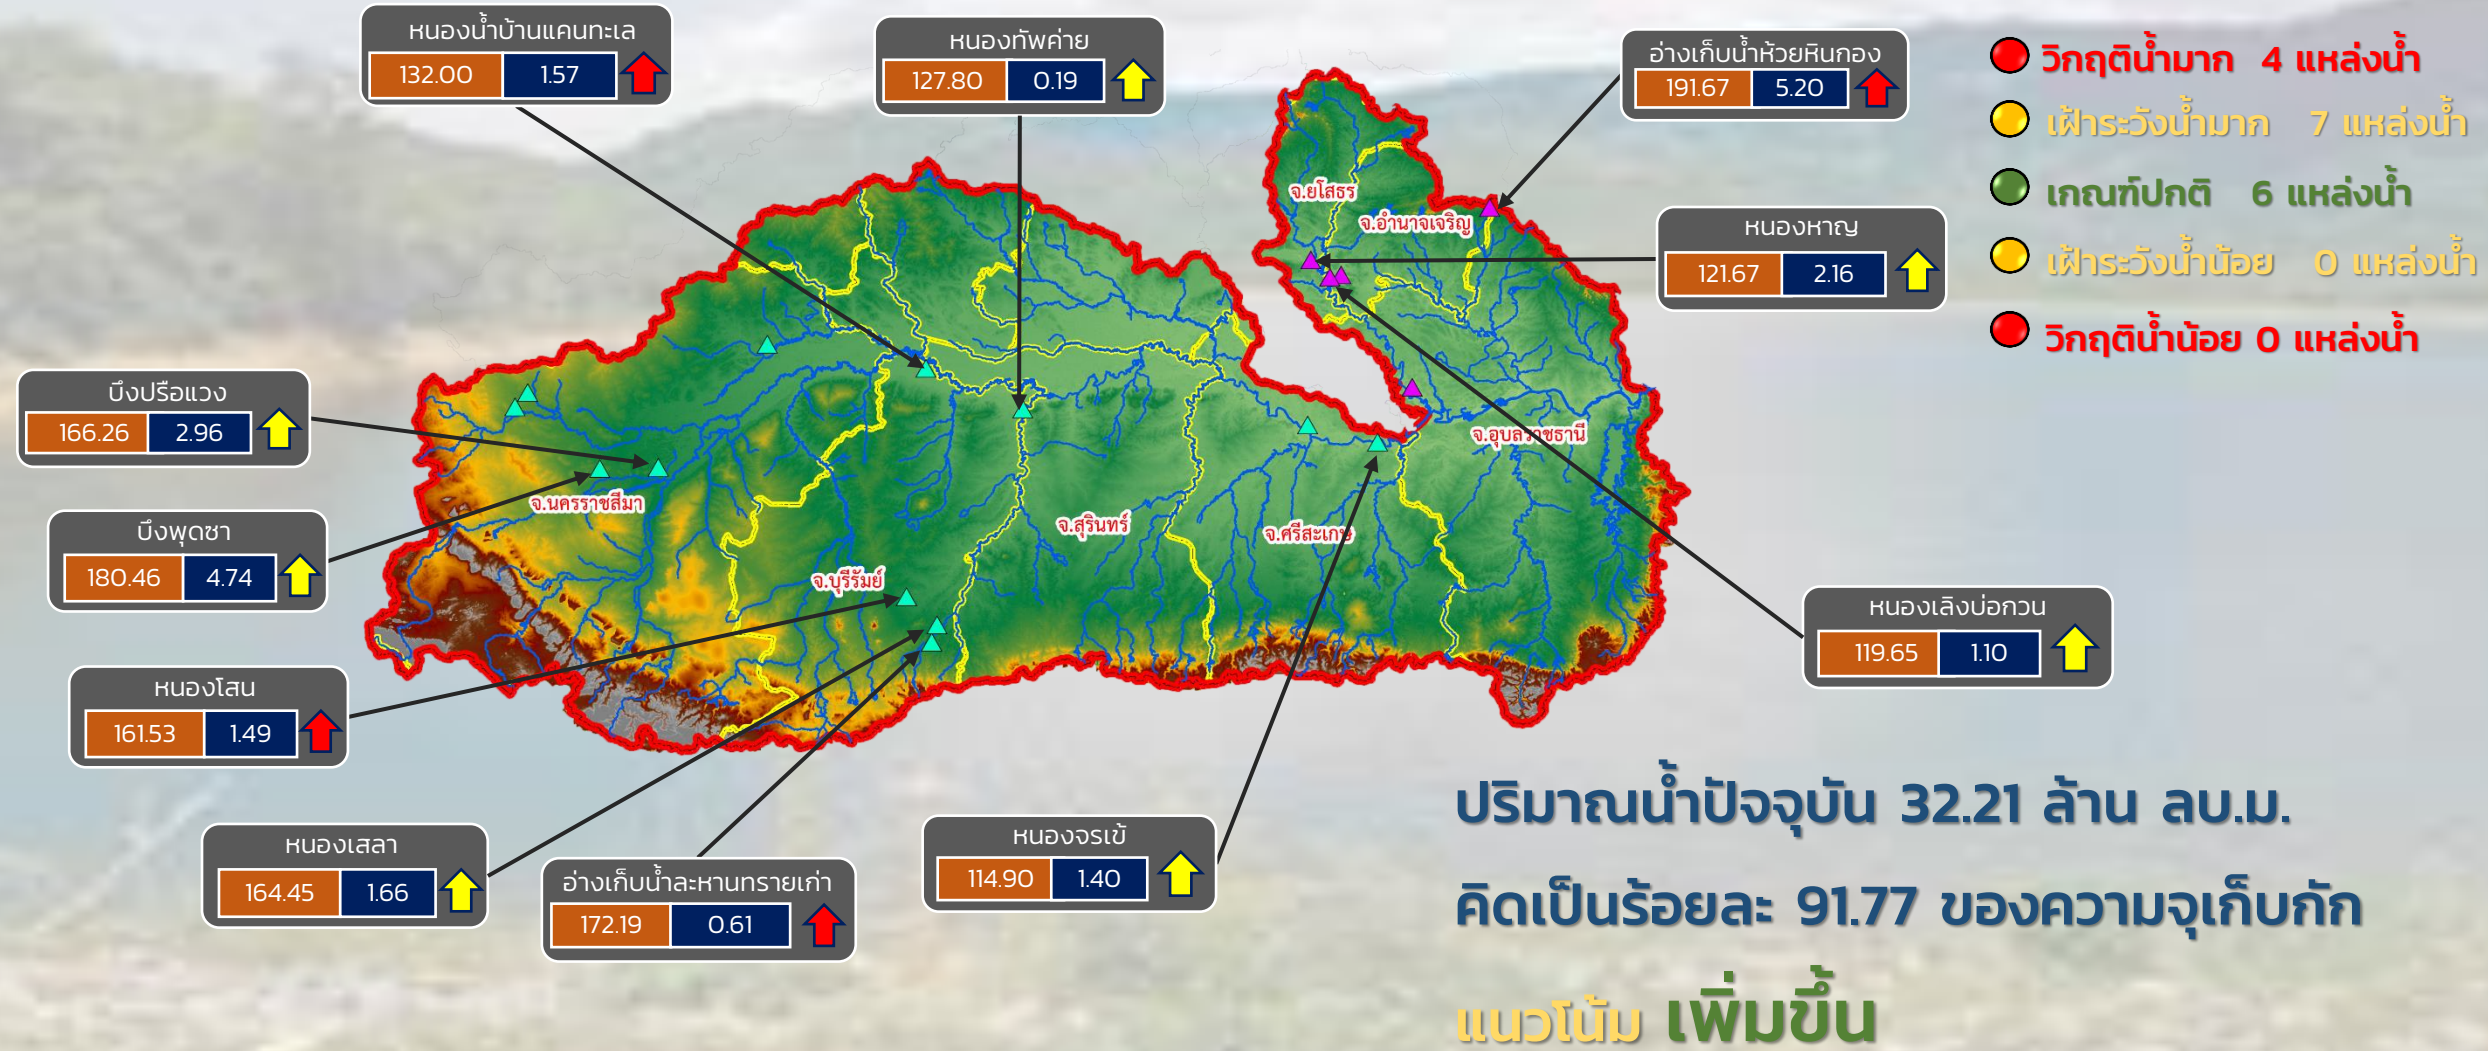 หนองน้ำบ้านแคนทะเล
132.00 1.57
หนองทัพค่าย
127.80 0.19
อ่างเก็บน้ำห้วยหินกอง
191.67 5.20
วิกฤติน้ำมาก 4 แหล่งน้ำ
เฝ้าระวังน้ำมาก 7 แหล่งน้ำ
เกณฑ์ปกติ 6 แหล่งน้ำ
เฝ้าระวังน้ำน้อย 0 แหล่งน้ำ
วิกฤติน้ำน้อย 0 แหล่งน้ำ
จ.ยโสธร
จ.อำนาจเจริญ
หนองหาญ
121.67 2.16
บึงปรือแวง
166.26 2.96
จ.อุบลราชธานี
จ.นครราชสีมา
จ.สุรินทร์
จ.ศรีสะเกษ
บึงพุดซา
180.46 4.74
จ.บุรีรัมย์
หนองเลิงบ่อกวน
119.65 1.10
หนองโสน
161.53 1.49
หนองเสลา
164.45 1.66
อ่างเก็บน้ำละหานทรายเก่า
172.19 0.61
หนองจรเข้
114.90 1.40
ปริมาณน้ำปัจจุบัน 32.21 ล้าน ลบ.ม.
คิดเป็นร้อยละ 91.77 ของความจุเก็บกัก
แนวโน้ม เพิ่มขึ้น